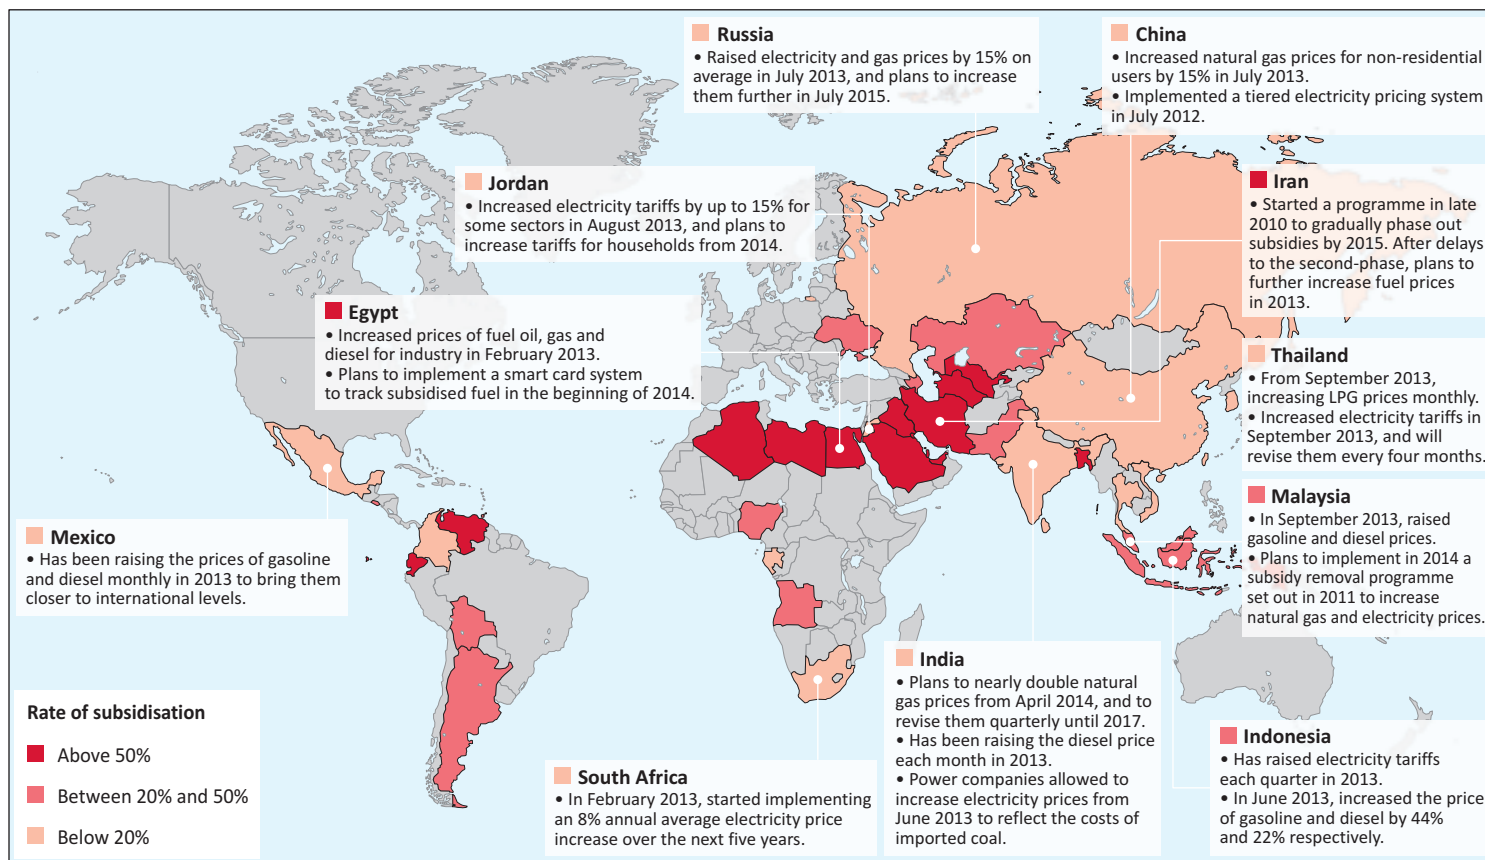 Russia
• Raised electricity and gas prices by 15% on
average in July 2013, and plans to increase
them further in July 2015.
China
• Increased natural gas prices for non-residential
users by 15% in July 2013.
• Implemented a tiered electricity pricing system
in July 2012.
Jordan
• Increased electricity tariffs by up to 15% for
some sectors in August 2013, and plans to
increase tariffs for households from 2014.
Iran
• Started a programme in late
2010 to gradually phase out
subsidies by 2015. After delays
to the second-phase, plans to
further increase fuel prices
in 2013.
Egypt
• Increased prices of fuel oil, gas and
diesel for industry in February 2013.
• Plans to implement a smart card system
to track subsidised fuel in the beginning of 2014.
Thailand
• From September 2013,
increasing LPG prices monthly.
• Increased electricity tariffs in
September 2013, and will
revise them every four months.
Malaysia
• In September 2013, raised
gasoline and diesel prices.
• Plans to implement in 2014 a
subsidy removal programme
set out in 2011 to increase
natural gas and electricity prices.
Mexico
• Has been raising the prices of gasoline
and diesel monthly in 2013 to bring them
closer to international levels.
India
• Plans to nearly double natural
gas prices from April 2014, and to
revise them quarterly until 2017.
• Has been raising the diesel price
each month in 2013.
• Power companies allowed to
increase electricity prices from
June 2013 to reflect the costs of
imported coal.
Indonesia
• Has raised electricity tariffs
each quarter in 2013.
• In June 2013, increased the price
of gasoline and diesel by 44%
and 22% respectively.
South Africa
• In February 2013, started implementing
an 8% annual average electricity price
increase over the next five years.
Rate of subsidisation
Above 50%
Between 20% and 50%
Below 20%